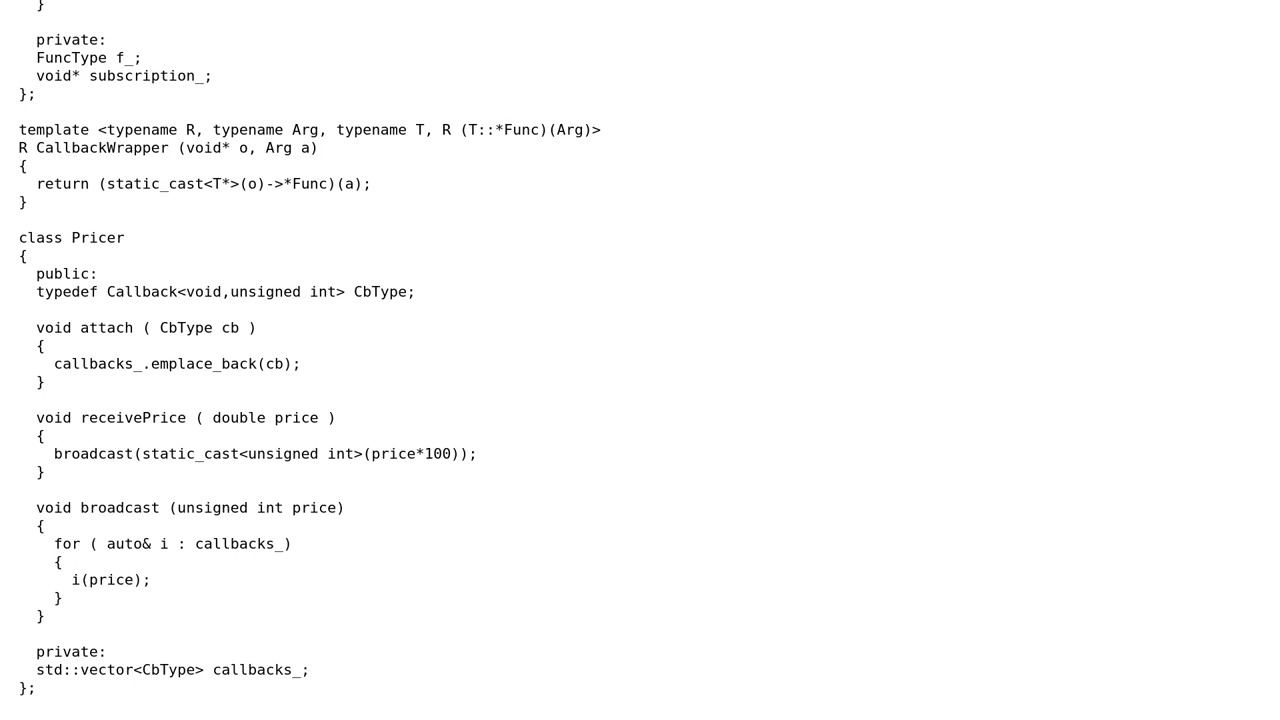 }
private:
FuncType f_;
void* subscription_;
};
template <typename R, typename Arg, typename T, R (T::*Func)(Arg)>
R CallbackWrapper (void* o, Arg a)
{
return (static_cast<T*>(o)->*Func)(a);
}
class Pricer
{
public:
typedef Callback<void,unsigned int> CbType;
void attach ( CbType cb )
{
callbacks_.emplace_back(cb);
}
void receivePrice ( double price )
{
broadcast(static_cast<unsigned int>(price*100));
}
void broadcast (unsigned int price)
{
for ( auto& i : callbacks_)
{
i(price);
}
}
private:
std::vector<CbType> callbacks_;
};